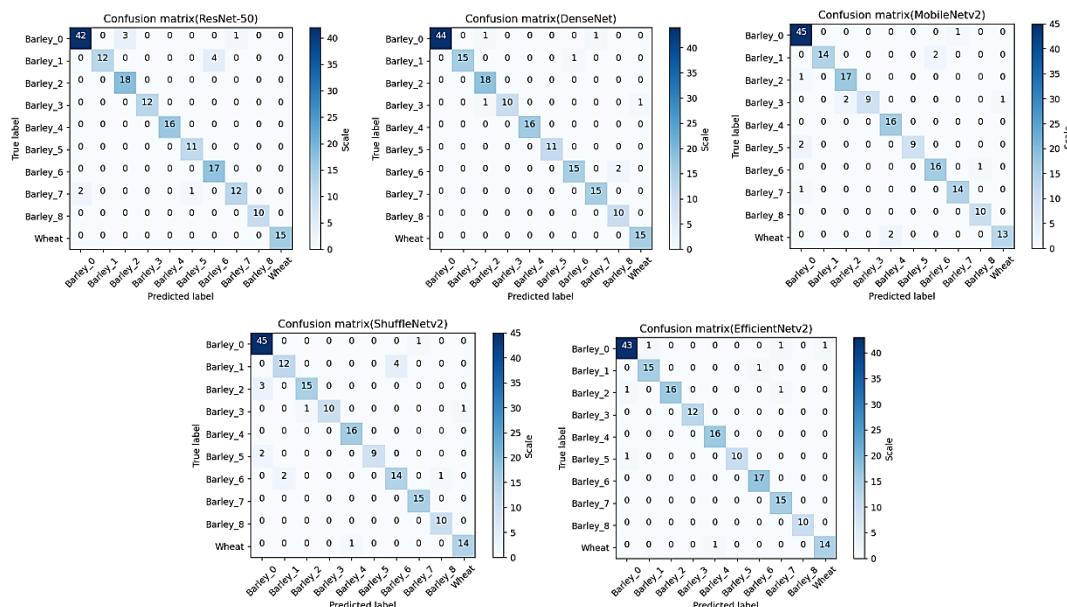 Confusion matrix(ResNet-50)
Barley_0 42 0 3 0 0 0 0 1 0 0
Barley_1 0 12 0 0 0 0 4 0 0 0
Barley_2 0 0 18 0 0 0 0 0 0 0
Barley_3 0 0 0 12 0 0 0 0 0 0
Barley_4 0 0 0 0 16 0 0 0 0 0
Barley_5 0 0 0 0 0 11 0 0 0 0
Barley_6 0 0 0 0 0 0 17 0 0 0
Barley_7 2 0 0 0 0 1 0 12 0 0
Barley_8 0 0 0 0 0 0 0 0 10 0
Wheat 0 0 0 0 0 0 0 0 0 15
Barley_0 Barley_1 Barley_2 Barley_3 Barley_4 Barley_5 Barley_6 Barley_7 Barley_8 Wheat
Predicted label
True label
40
35
30
25
20
15
10
5
0
Scale
Confusion matrix(DenseNet)
Barley_0 44 0 1 0 0 0 0 1 0 0
Barley_1 0 15 0 0 0 0 1 0 0 0
Barley_2 0 0 18 0 0 0 0 0 0 0
Barley_3 0 0 1 10 0 0 0 0 0 1
Barley_4 0 0 0 0 16 0 0 0 0 0
Barley_5 0 0 0 0 0 11 0 0 0 0
Barley_6 0 0 0 0 0 0 15 0 2 0
Barley_7 0 0 0 0 0 0 0 15 0 0
Barley_8 0 0 0 0 0 0 0 0 10 0
Wheat 0 0 0 0 0 0 0 0 0 15
Barley_0 Barley_1 Barley_2 Barley_3 Barley_4 Barley_5 Barley_6 Barley_7 Barley_8 Wheat
Predicted label
True label
40
35
30
25
20
15
10
5
0
Scale
Confusion matrix(MobileNetv2)
Barley_0 45 0 0 0 0 0 0 1 0 0
Barley_1 0 14 0 0 0 0 2 0 0 0
Barley_2 1 0 17 0 0 0 0 0 0 0
Barley_3 0 0 2 9 0 0 0 0 0 1
Barley_4 0 0 0 0 16 0 0 0 0 0
Barley_5 2 0 0 0 0 9 0 0 0 0
Barley_6 0 0 0 0 0 0 16 0 1 0
Barley_7 1 0 0 0 0 0 0 14 0 0
Barley_8 0 0 0 0 0 0 0 0 10 0
Wheat 0 0 0 0 2 0 0 0 0 13
Barley_0 Barley_1 Barley_2 Barley_3 Barley_4 Barley_5 Barley_6 Barley_7 Barley_8 Wheat
Predicted label
True label
45
40
35
30
25
20
15
10
5
0
Scale
Confusion matrix(ShuffleNetv2)
Barley_0 45 0 0 0 0 0 0 1 0 0
Barley_1 0 12 0 0 0 0 4 0 0 0
Barley_2 3 0 15 0 0 0 0 0 0 0
Barley_3 0 0 1 10 0 0 0 0 0 1
Barley_4 0 0 0 0 16 0 0 0 0 0
Barley_5 2 0 0 0 0 9 0 0 0 0
Barley_6 0 2 0 0 0 0 14 0 1 0
Barley_7 0 0 0 0 0 0 0 15 0 0
Barley_8 0 0 0 0 0 0 0 0 10 0
Wheat 0 0 0 0 1 0 0 0 0 14
Barley_0 Barley_1 Barley_2 Barley_3 Barley_4 Barley_5 Barley_6 Barley_7 Barley_8 Wheat
Predicted label
True label
45
40
35
30
25
20
15
10
5
0
Scale
Confusion matrix(EfficientNetv2)
Barley_0 43 1 0 0 0 0 0 1 0 1
Barley_1 0 15 0 0 0 0 1 0 0 0
Barley_2 1 0 16 0 0 0 0 1 0 0
Barley_3 0 0 0 12 0 0 0 0 0 0
Barley_4 0 0 0 0 16 0 0 0 0 0
Barley_5 1 0 0 0 0 10 0 0 0 0
Barley_6 0 0 0 0 0 0 17 0 0 0
Barley_7 0 0 0 0 0 0 0 15 0 0
Barley_8 0 0 0 0 0 0 0 0 10 0
Wheat 0 0 0 0 1 0 0 0 0 14
Barley_0 Barley_1 Barley_2 Barley_3 Barley_4 Barley_5 Barley_6 Barley_7 Barley_8 Wheat
Predicted label
True label
40
35
30
25
20
15
10
5
0
Scale